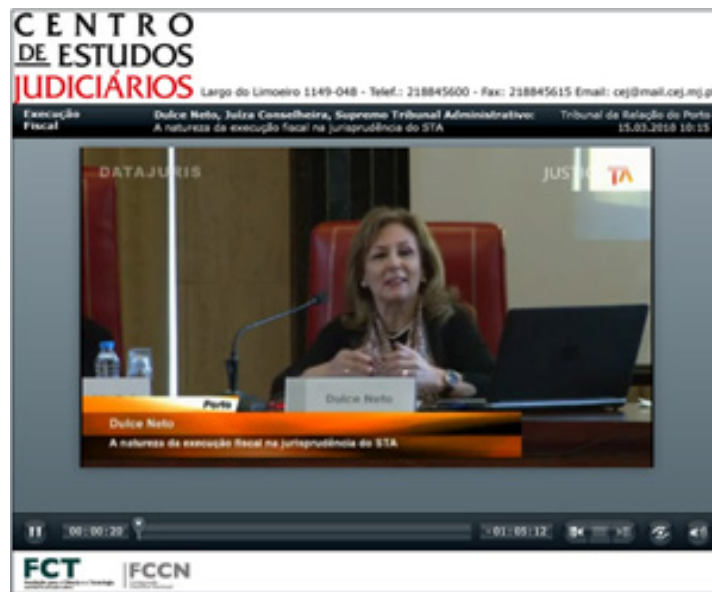 CENTRO
DE ESTUDOS
JUDICIÁRIOS
Largo do Limoeiro 1149-048 - Telef.: 218845600 - Fax: 218845615 Email: cej@mail.cej.mj.p
Execução
Fiscal
Dulce Neto, Juíza Conselheira, Supremo Tribunal Administrativo:
A natureza da execução fiscal na jurisprudência do STA
Tribunal da Relação do Porto
15.03.2018 10:15
DATAJURIS
JUST
TA
Dulce Neto
Porto
Dulce Neto
A natureza da execução fiscal na jurisprudência do STA
00:00:20
-01:05:12
FCT
FCCN